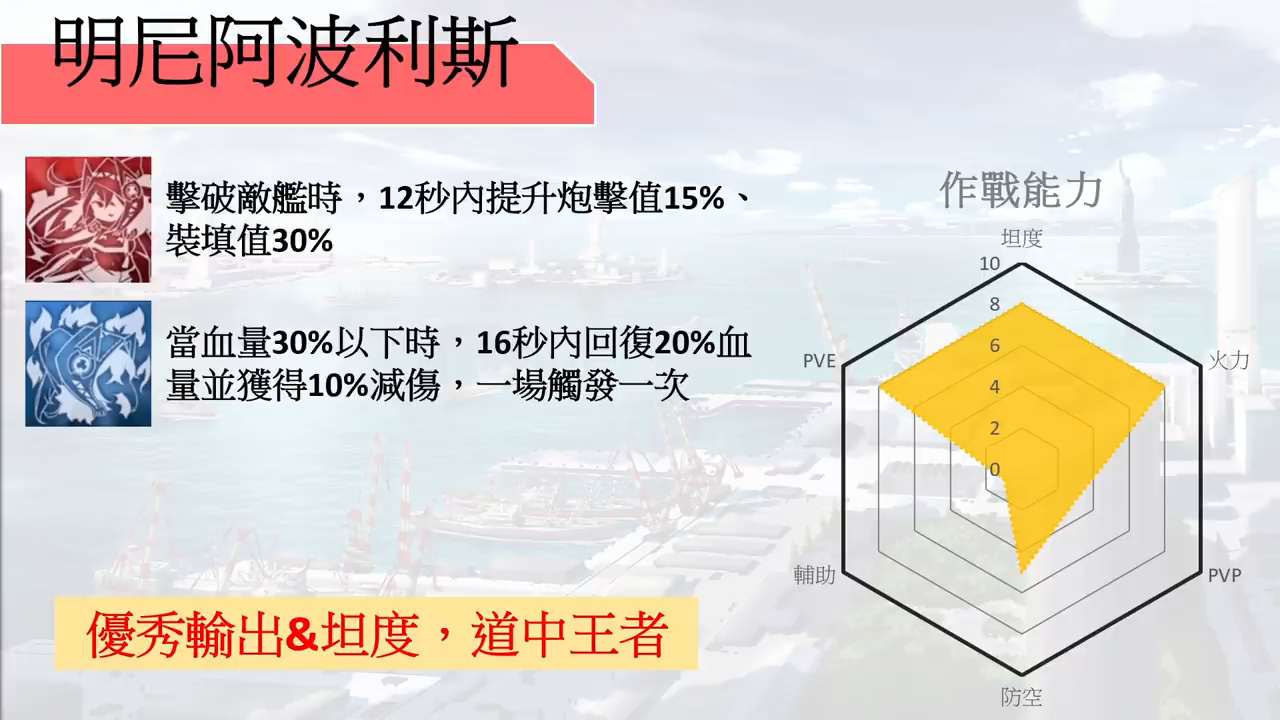 明尼阿波利斯
擊破敵艦時，12秒內提升炮擊值15%、
裝填值30%
當血量30%以下時，16秒內回復20%血
量並獲得10%減傷，一場觸發一次
優秀輸出&坦度，道中王者
作戰能力
坦度
10
8
6
4
2
0
PVE
火力
輔助
PVP
防空